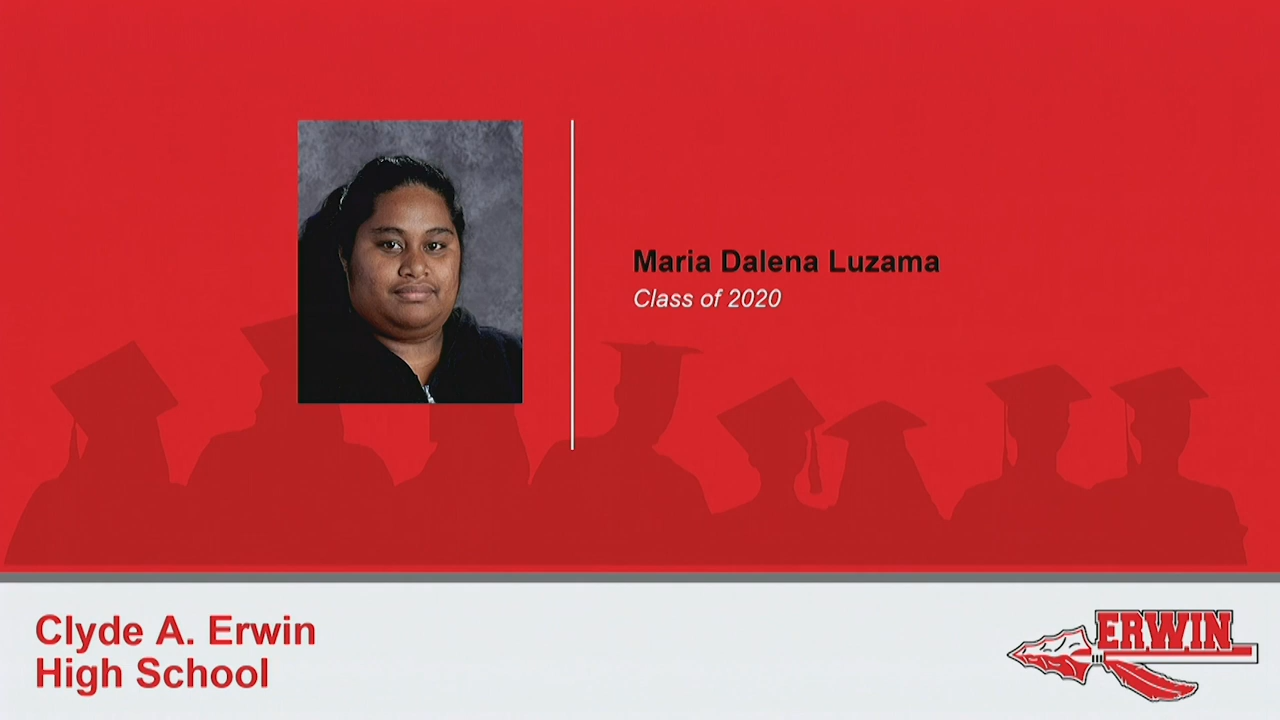 Maria Dalena Luzama
Class of 2020
Clyde A. Erwin
High School
ERWIN